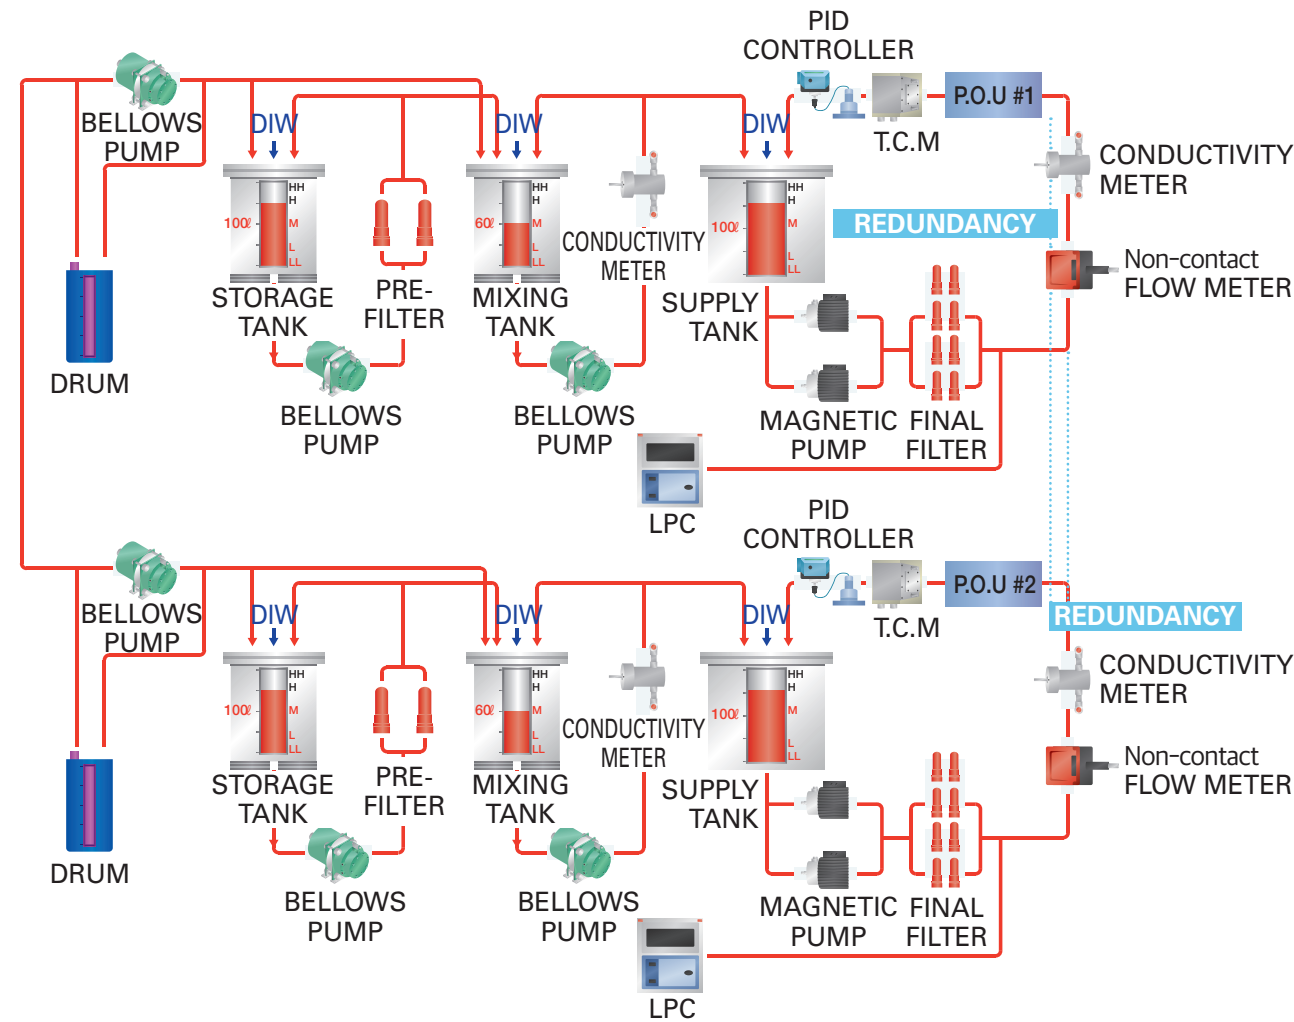 PID
CONTROLLER
P.O.U #1
BELLOWS
PUMP
DIW
DIW
DIW
T.C.M
CONDUCTIVITY
METER
HH
H
100ℓ
M
L
LL
HH
H
60ℓ
M
L
LL
HH
H
100ℓ
M
L
LL
REDUNDANCY
CONDUCTIVITY
METER
Non-contact
FLOW METER
STORAGE
TANK
PRE-
FILTER
MIXING
TANK
SUPPLY
TANK
DRUM
BELLOWS
PUMP
BELLOWS
PUMP
MAGNETIC
PUMP
FINAL
FILTER
LPC
PID
CONTROLLER
P.O.U #2
BELLOWS
PUMP
DIW
DIW
DIW
T.C.M
REDUNDANCY
CONDUCTIVITY
METER
HH
H
100ℓ
M
L
LL
HH
H
60ℓ
M
L
LL
HH
H
100ℓ
M
L
LL
CONDUCTIVITY
METER
Non-contact
FLOW METER
STORAGE
TANK
PRE-
FILTER
MIXING
TANK
SUPPLY
TANK
DRUM
BELLOWS
PUMP
BELLOWS
PUMP
MAGNETIC
PUMP
FINAL
FILTER
LPC